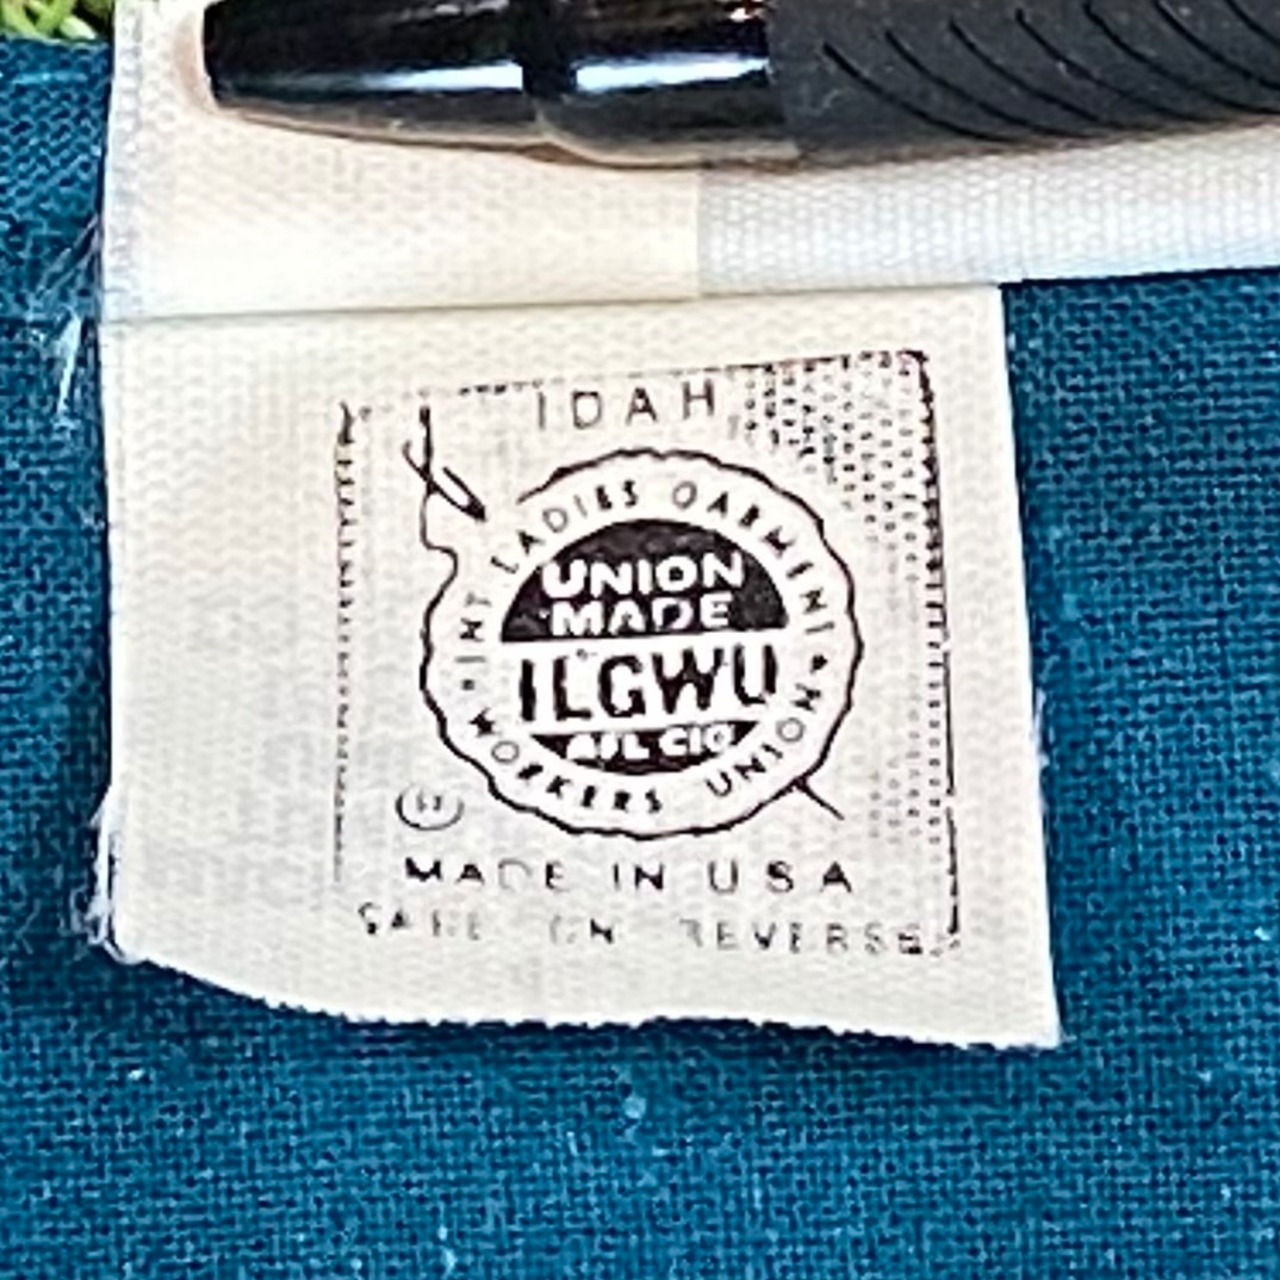 IDAH
INT LADIES GARMENT
UNION
MADE
ILGWU
AFL CIO
WORKERS UNION
MADE IN USA
CARE ON REVERSE